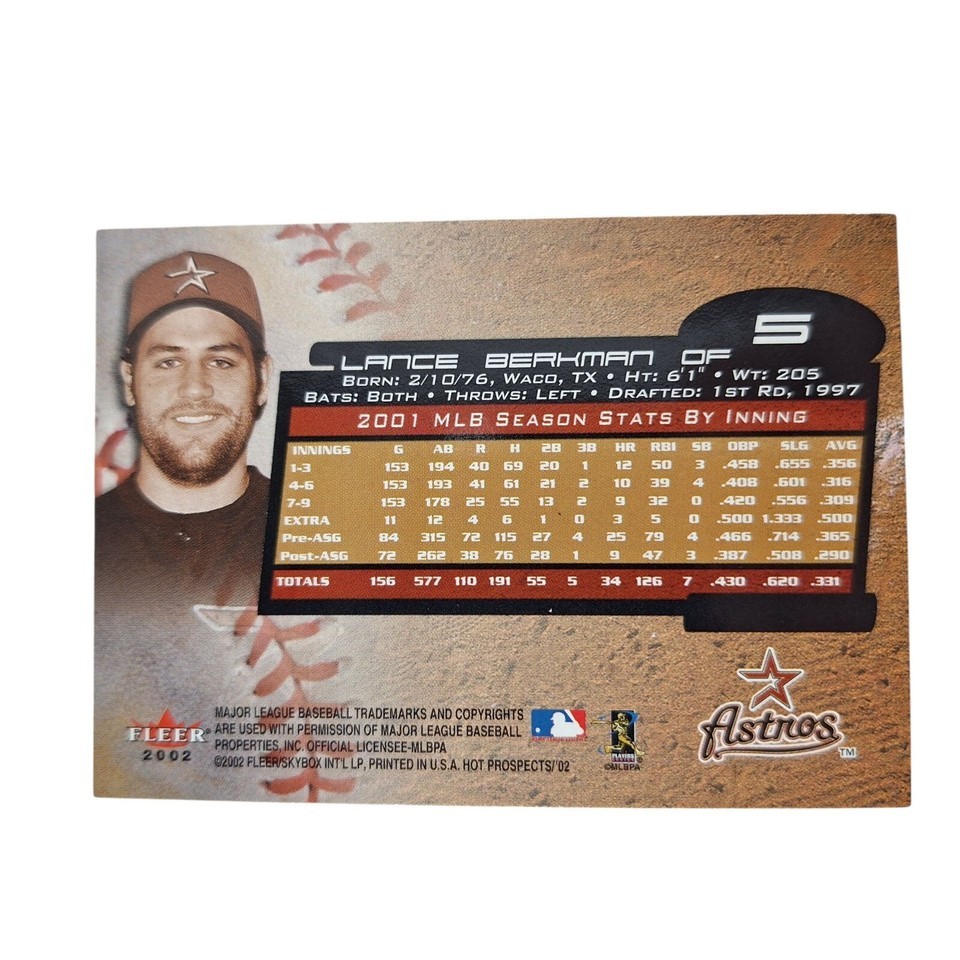 5
LANCE BERKMAN OF
BORN: 2/10/76, WACO, TX • HT: 6'1" • WT: 205
BATS: BOTH • THROWS: LEFT • DRAFTED: 1ST RD, 1997
2001 MLB SEASON STATS BY INNING
INNINGS G AB R H 2B 3B HR RBI SB OBP SLG AVG
1-3 153 194 40 69 20 1 12 50 3 .458 .655 .356
4-6 153 193 41 61 21 2 10 39 4 .408 .601 .316
7-9 153 178 25 55 13 2 9 32 0 .420 .556 .309
EXTRA 11 12 4 6 1 0 3 5 0 .500 1.333 .500
PRE-ASG 84 315 72 115 27 4 25 79 4 .466 .714 .365
POST-ASG 72 262 38 76 28 1 9 47 3 .387 .508 .290
TOTALS 156 577 110 191 55 5 34 126 7 .430 .620 .331
FLEER®
2002
MAJOR LEAGUE BASEBALL TRADEMARKS AND COPYRIGHTS
ARE USED WITH PERMISSION OF MAJOR LEAGUE BASEBALL
PROPERTIES, INC. OFFICIAL LICENSEE-MLBPA
©2002 FLEER/SKYBOX INT'L LP, PRINTED IN U.S.A. HOT PROSPECTS/'02
©MLBPA
Astros
TM